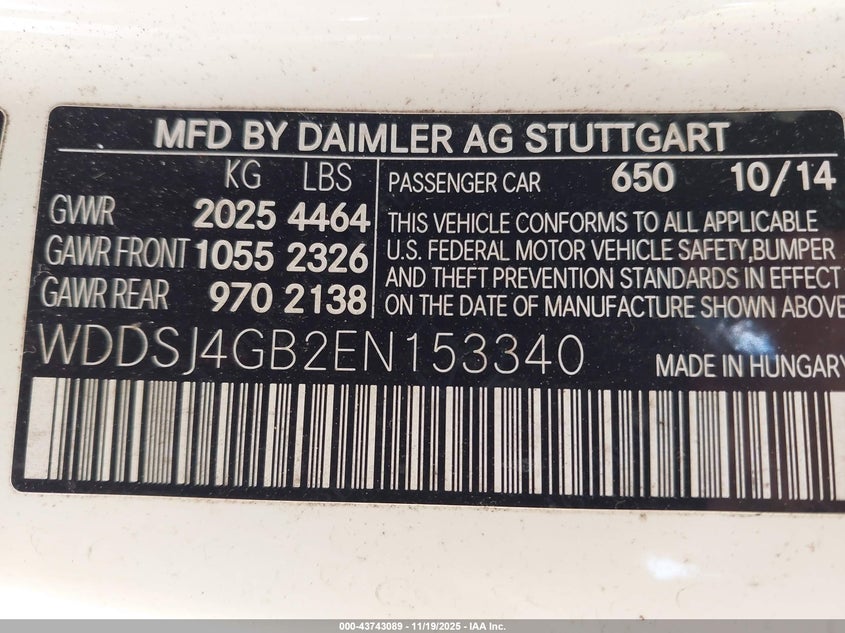 MFD BY DAIMLER AG STUTTGART
KG LBS
GVWR 2025 4464
GAWR FRONT 1055 2326
GAWR REAR 970 2138
PASSENGER CAR 650 10/14
THIS VEHICLE CONFORMS TO ALL APPLICABLE
U.S. FEDERAL MOTOR VEHICLE SAFETY,BUMPER
AND THEFT PREVENTION STANDARDS IN EFFECT
ON THE DATE OF MANUFACTURE SHOWN ABOVE
WDDSJ4GB2EN153340
MADE IN HUNGARY
000-43743089 - 11/19/2025 - IAA Inc.